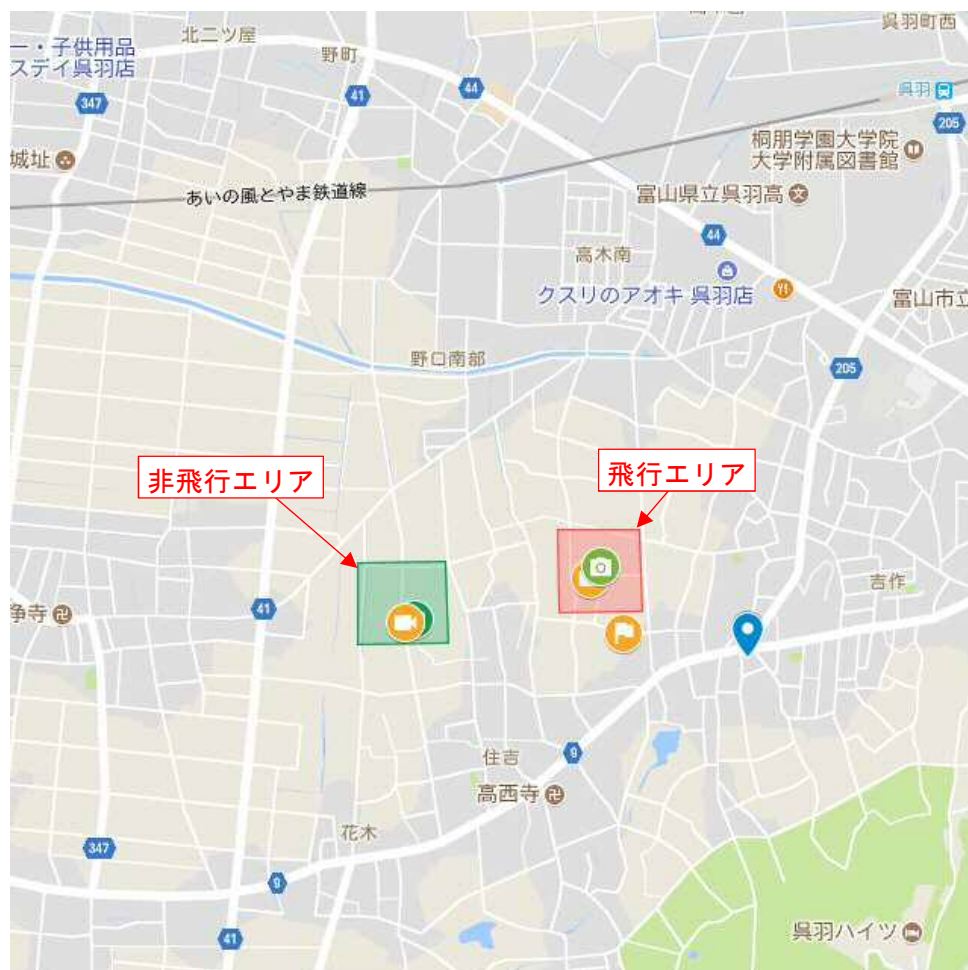 呉羽町西
北二ツ屋
ー・子供用品
スデイ呉羽店
野町
347
41
44
呉羽
205
桐朋学園大学院
大学附属図書館
城址
あいの風とやま鉄道線
富山県立呉羽高
44
高木南
クスリのアオキ 呉羽店
富山市立
野口南部
205
非飛行エリア
飛行エリア
吉作
争寺
41
9
住吉
高西寺
花木
347
9
41
呉羽ハイツ